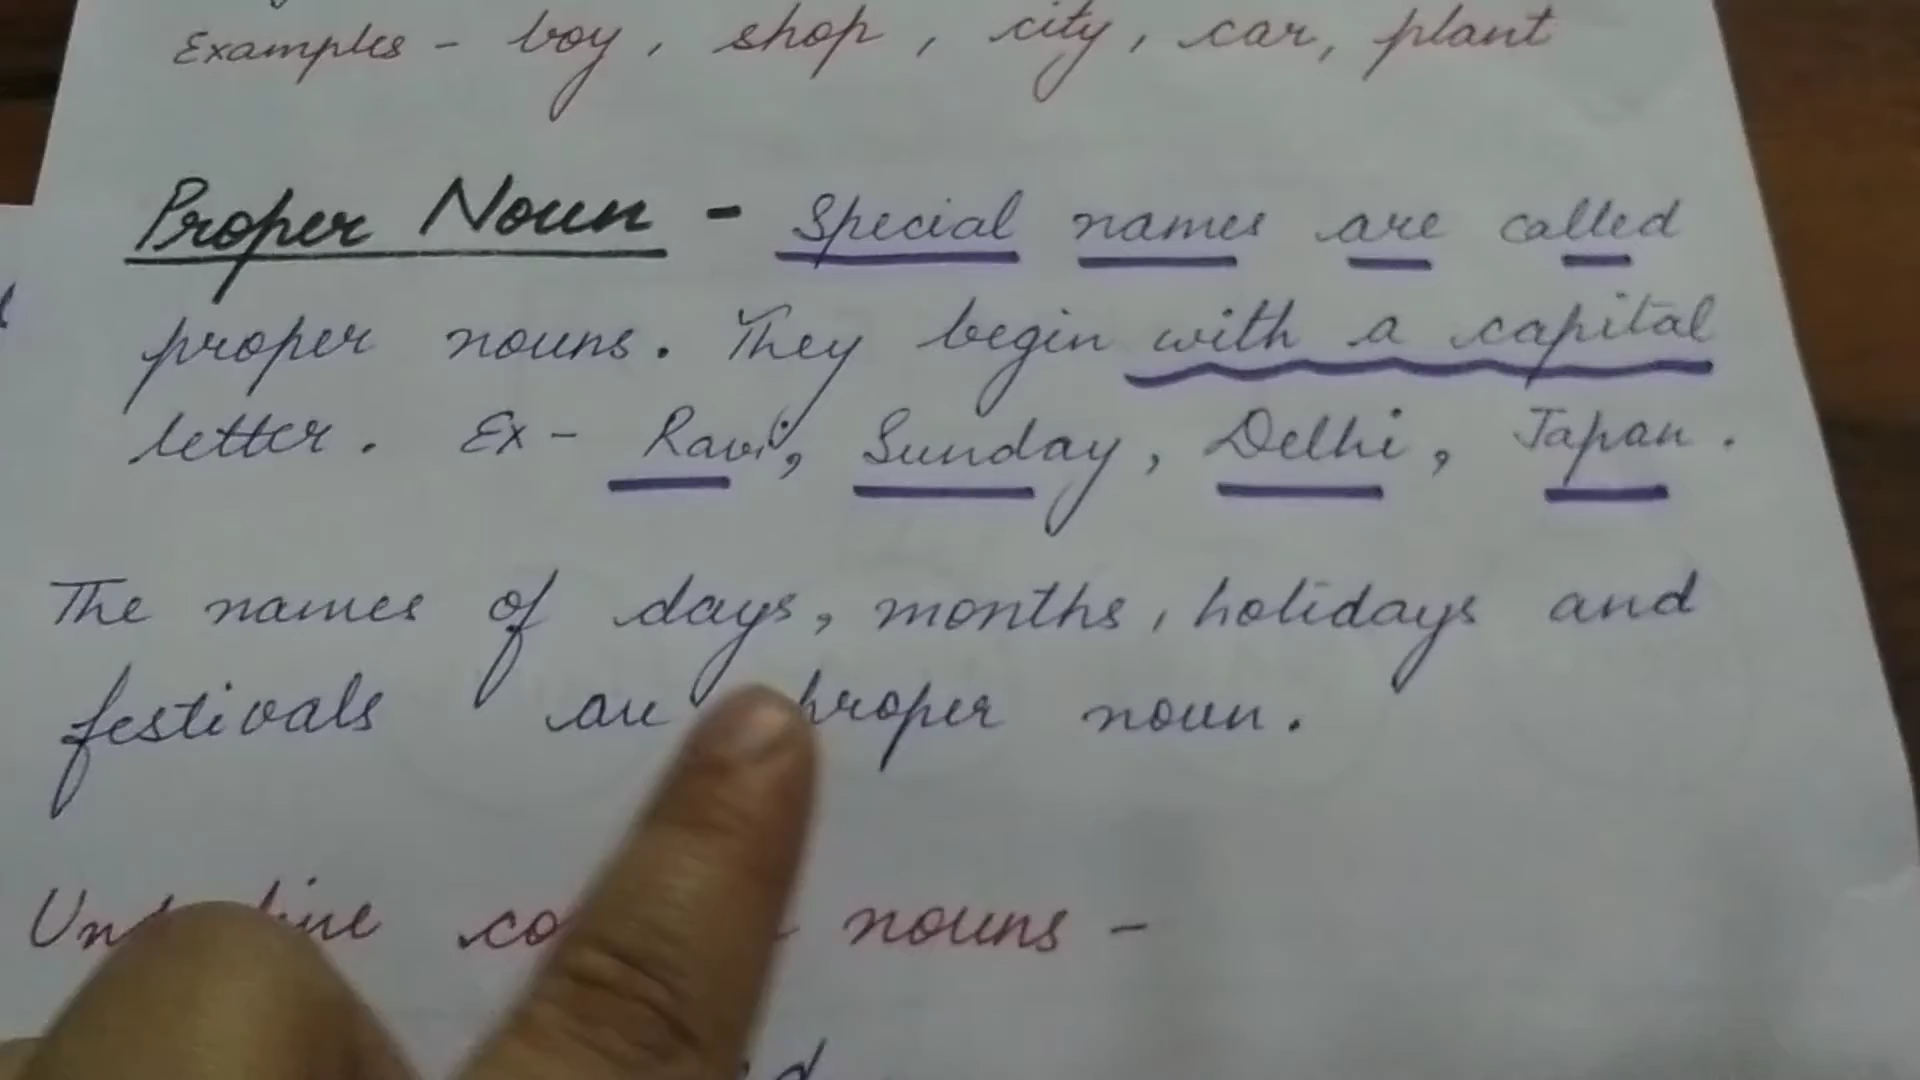 Examples - boy, shop, city, car, plant
Proper Noun - Special names are called
proper nouns. They begin with a capital
letter. Ex - Ravi, Sunday, Delhi, Japan.
The names of days, months, holidays and
festivals are proper noun.
nouns -